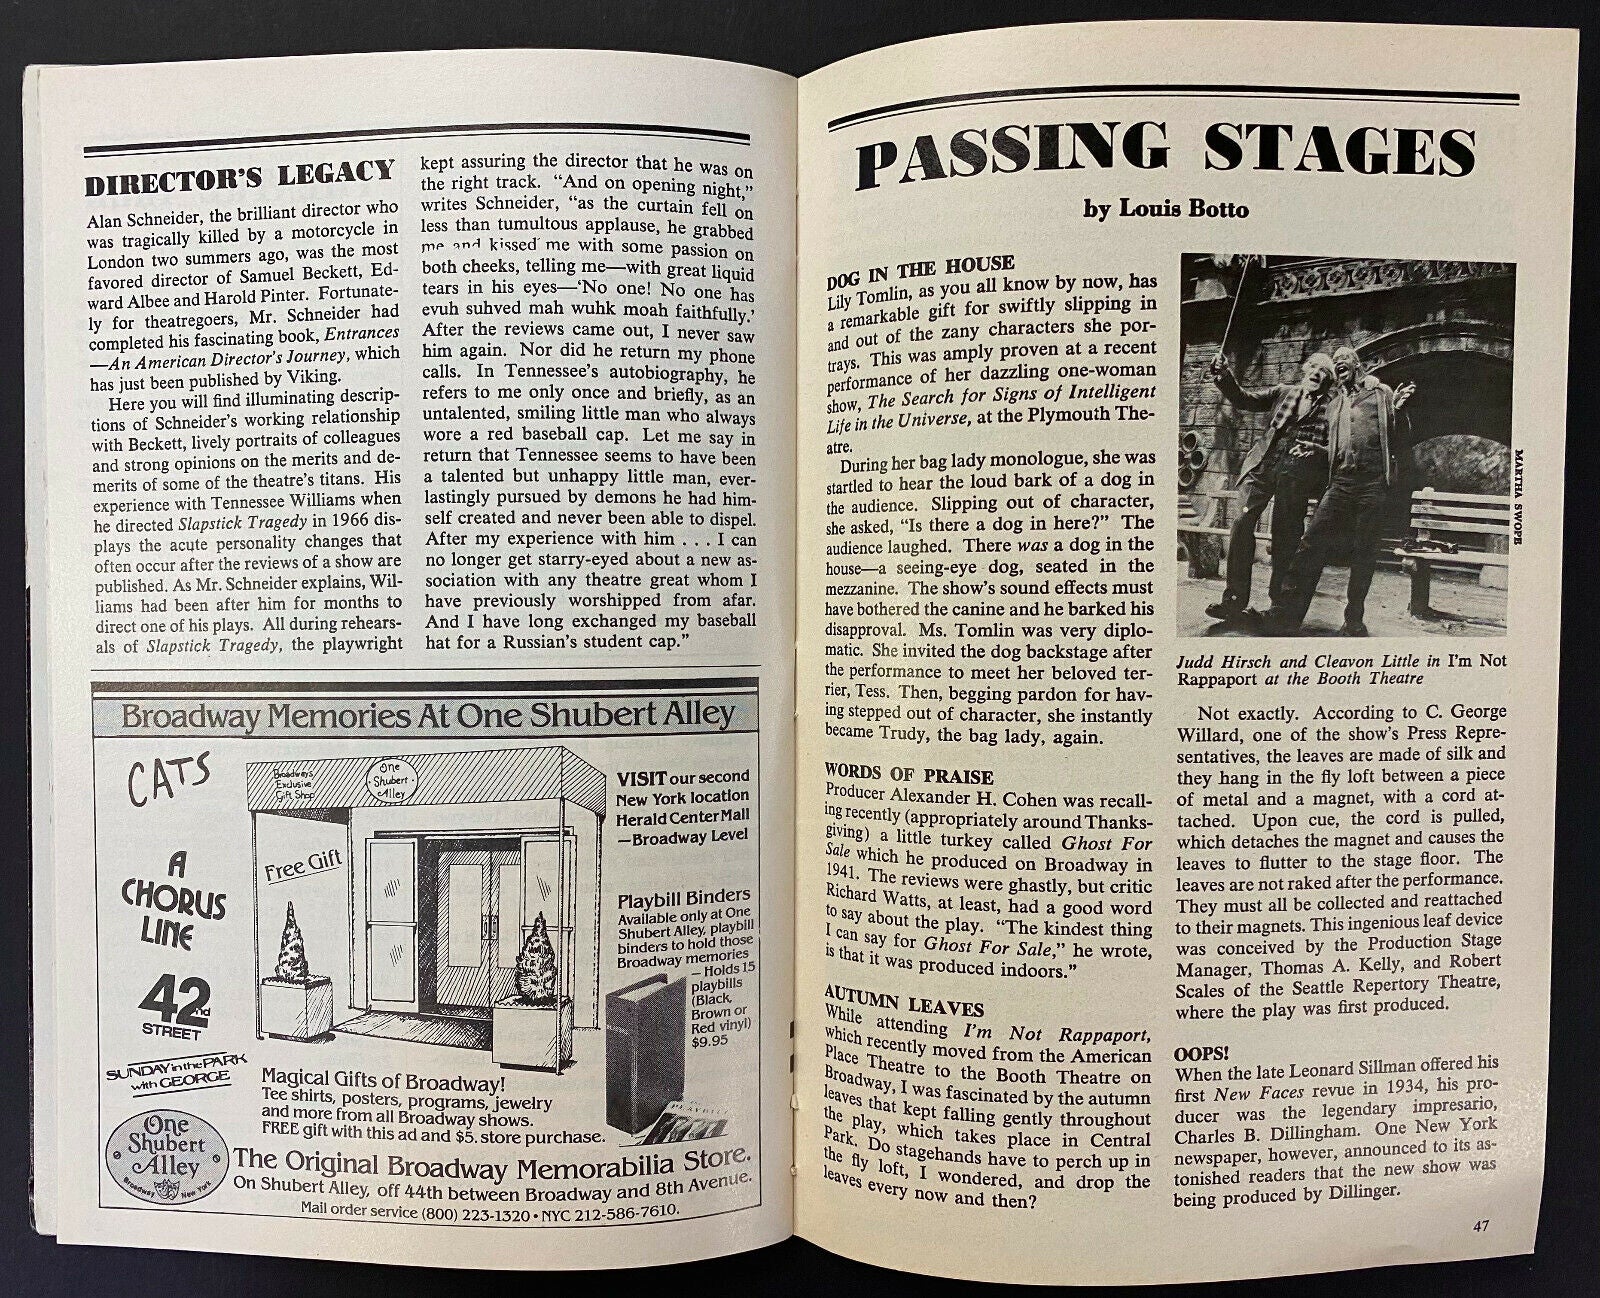 DIRECTOR'S LEGACY
Alan Schneider, the brilliant director who
was tragically killed by a motorcycle in
London two summers ago, was the most
favored director of Samuel Beckett, Ed-
ward Albee and Harold Pinter. Fortunate-
ly for theatregoers, Mr. Schneider had
completed his fascinating book, Entrances
—An American Director's Journey, which
has just been published by Viking.
Here you will find illuminating descrip-
tions of Schneider's working relationship
with Beckett, lively portraits of colleagues
and strong opinions on the merits and de-
merits of some of the theatre's titans. His
experience with Tennessee Williams when
he directed Slapstick Tragedy in 1966 dis-
plays the acute personality changes that
often occur after the reviews of a show are
published. As Mr. Schneider explains, Wil-
liams had been after him for months to
direct one of his plays. All during rehears-
als of Slapstick Tragedy, the playwright
kept assuring the director that he was on
the right track. "And on opening night,"
writes Schneider, "as the curtain fell on
less than tumultous applause, he grabbed
me and kissed me with some passion on
both cheeks, telling me—with great liquid
tears in his eyes—'No one! No one has
evuh suhved mah wuhk moah faithfully.'
After the reviews came out, I never saw
him again. Nor did he return my phone
calls. In Tennessee's autobiography, he
refers to me only once and briefly, as an
untalented, smiling little man who always
wore a red baseball cap. Let me say in
return that Tennessee seems to have been
a talented but unhappy little man, ever-
lastingly pursued by demons he had him-
self created and never been able to dispel.
After my experience with him . . . I can
no longer get starry-eyed about a new as-
sociation with any theatre great whom I
have previously worshipped from afar.
And I have long exchanged my baseball
hat for a Russian's student cap."
Broadway Memories At One Shubert Alley
CATS
A
CHORUS
LINE
42nd
STREET
SUNDAY in the PARK
with GEORGE
Broadway's
Exclusive
Gift Shop
One
Shubert
Alley
Free Gift
VISIT our second
New York location
Herald Center Mall
—Broadway Level
Playbill Binders
Available only at One
Shubert Alley, playbill
binders to hold those
Broadway memories
— Holds 15
playbills
(Black,
Brown or
Red vinyl)
$9.95
PLAYBILL
Magical Gifts of Broadway!
Tee shirts, posters, programs, jewelry
and more from all Broadway shows.
FREE gift with this ad and $5. store purchase.
One
Shubert
Alley
Broadway New York
The Original Broadway Memorabilia Store.
On Shubert Alley, off 44th between Broadway and 8th Avenue.
Mail order service (800) 223-1320 • NYC 212-586-7610.
PASSING STAGES
by Louis Botto
DOG IN THE HOUSE
Lily Tomlin, as you all know by now, has
a remarkable gift for swiftly slipping in
and out of the zany characters she por-
trays. This was amply proven at a recent
performance of her dazzling one-woman
show, The Search for Signs of Intelligent
Life in the Universe, at the Plymouth The-
atre.
During her bag lady monologue, she was
startled to hear the loud bark of a dog in
the audience. Slipping out of character,
she asked, "Is there a dog in here?" The
audience laughed. There was a dog in the
house—a seeing-eye dog, seated in the
mezzanine. The show's sound effects must
have bothered the canine and he barked his
disapproval. Ms. Tomlin was very diplo-
matic. She invited the dog backstage after
the performance to meet her beloved ter-
rier, Tess. Then, begging pardon for hav-
ing stepped out of character, she instantly
became Trudy, the bag lady, again.
WORDS OF PRAISE
Producer Alexander H. Cohen was recall-
ing recently (appropriately around Thanks-
giving) a little turkey called Ghost For
Sale which he produced on Broadway in
1941. The reviews were ghastly, but critic
Richard Watts, at least, had a good word
to say about the play. "The kindest thing
I can say for Ghost For Sale," he wrote,
is that it was produced indoors."
AUTUMN LEAVES
While attending I'm Not Rappaport,
which recently moved from the American
Place Theatre to the Booth Theatre on
Broadway, I was fascinated by the autumn
leaves that kept falling gently throughout
the play, which takes place in Central
Park. Do stagehands have to perch up in
the fly loft, I wondered, and drop the
leaves every now and then?
MARTHA SWOPE
Judd Hirsch and Cleavon Little in I'm Not
Rappaport at the Booth Theatre
Not exactly. According to C. George
Willard, one of the show's Press Repre-
sentatives, the leaves are made of silk and
they hang in the fly loft between a piece
of metal and a magnet, with a cord at-
tached. Upon cue, the cord is pulled,
which detaches the magnet and causes the
leaves to flutter to the stage floor. The
leaves are not raked after the performance.
They must all be collected and reattached
to their magnets. This ingenious leaf device
was conceived by the Production Stage
Manager, Thomas A. Kelly, and Robert
Scales of the Seattle Repertory Theatre,
where the play was first produced.
OOPS!
When the late Leonard Sillman offered his
first New Faces revue in 1934, his pro-
ducer was the legendary impresario,
Charles B. Dillingham. One New York
newspaper, however, announced to its as-
tonished readers that the new show was
being produced by Dillinger.
47